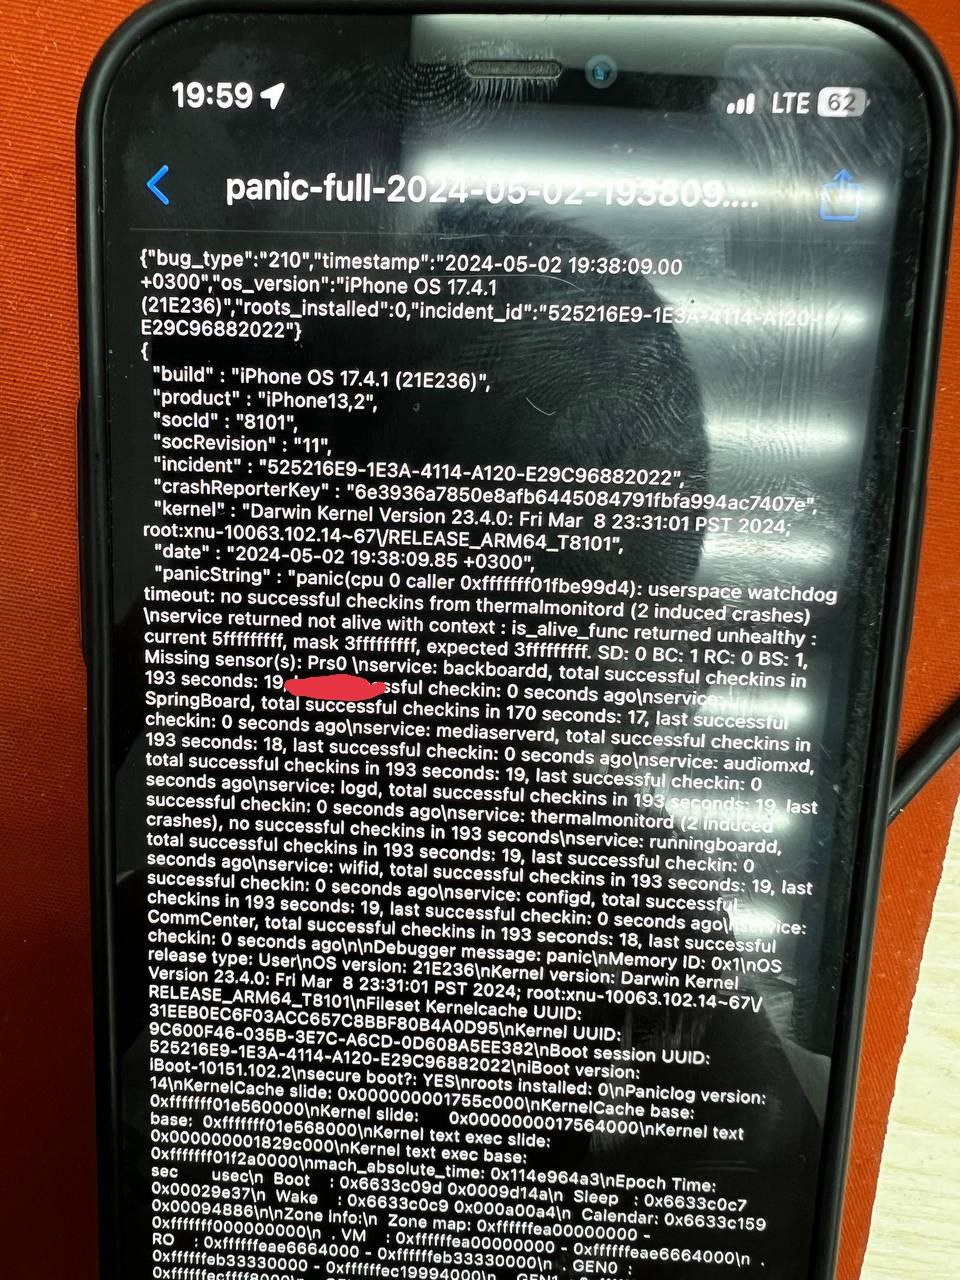 19:59
LTE 62
panic-full-2024-05-02-193809....
{"bug_type":"210","timestamp":"2024-05-02 19:38:09.00
+0300","os_version":"iPhone OS 17.4.1
(21E236)","roots_installed":0,"incident_id":"525216E9-1E3A-4114-A120-
E29C96882022"}
{
"build" : "iPhone OS 17.4.1 (21E236)",
"product" : "iPhone13,2",
"socId" : "8101",
"socRevision" : "11",
"incident" : "525216E9-1E3A-4114-A120-E29C96882022",
"crashReporterKey" : "6e3936a7850e8afb6445084791fbfa994ac7407e",
"kernel" : "Darwin Kernel Version 23.4.0: Fri Mar  8 23:31:01 PST 2024;
root:xnu-10063.102.14~67\/RELEASE_ARM64_T8101",
"date" : "2024-05-02 19:38:09.85 +0300",
"panicString" : "panic(cpu 0 caller 0xfffffff01fbe99d4): userspace watchdog
timeout: no successful checkins from thermalmonitord (2 induced crashes)
\nservice returned not alive with context : is_alive_func returned unhealthy :
current 5fffffffff, mask 3fffffffff, expected 3fffffffff. SD: 0 BC: 1 RC: 0 BS: 1,
Missing sensor(s): Prs0 \nservice: backboardd, total successful checkins in
193 seconds: 19, ssful checkin: 0 seconds ago\nservice:
SpringBoard, total successful checkins in 170 seconds: 17, last successful
checkin: 0 seconds ago\nservice: mediaserverd, total successful checkins in
193 seconds: 18, last successful checkin: 0 seconds ago\nservice: audiomxd,
total successful checkins in 193 seconds: 19, last successful checkin: 0
seconds ago\nservice: logd, total successful checkins in 193 seconds: 19, last
successful checkin: 0 seconds ago\nservice: thermalmonitord (2 induced
crashes), no successful checkins in 193 seconds\nservice: runningboardd,
total successful checkins in 193 seconds: 19, last successful checkin: 0
seconds ago\nservice: wifid, total successful checkins in 193 seconds: 19, last
successful checkin: 0 seconds ago\nservice: configd, total successful
checkins in 193 seconds: 19, last successful checkin: 0 seconds ago\nservice:
CommCenter, total successful checkins in 193 seconds: 18, last successful
checkin: 0 seconds ago\n\nDebugger message: panic\nMemory ID: 0x1\nOS
release type: User\nOS version: 21E236\nKernel version: Darwin Kernel
Version 23.4.0: Fri Mar  8 23:31:01 PST 2024; root:xnu-10063.102.14~67\/
RELEASE_ARM64_T8101\nFileset Kernelcache UUID:
31EEB0EC6F03ACC657C8BBF80B4A0D95\nKernel UUID:
9C600F46-035B-3E7C-A6CD-0D608A5EE382\nBoot session UUID:
525216E9-1E3A-4114-A120-E29C96882022\niBoot version:
iBoot-10151.102.2\nsecure boot?: YES\nroots installed: 0\nPaniclog version:
14\nKernelCache slide: 0x000000001755c000\nKernelCache base:
0xfffffff01e560000\nKernel slide:      0x0000000017564000\nKernel text
base:  0xfffffff01e568000\nKernel text exec slide:
0x000000001829c000\nKernel text exec base:
0xfffffff01f2a0000\nmach_absolute_time: 0x114e964a3\nEpoch Time:
sec       usec\n  Boot    : 0x6633c09d 0x0009d14a\n  Sleep   : 0x6633c0c7
0x00029e37\n  Wake    : 0x6633c0c9 0x000a00a4\n  Calendar: 0x6633c159
0x00094886\n\nZone info:\n  Zone map: 0xffffffea00000000 -
0xfffffff000000000\n  . VM    : 0xffffffea00000000 - 0xffffffeae6664000\n  .
RO    : 0xffffffeae6664000 - 0xffffffeb33330000\n  . GEN0  :
0xffffffeb33330000 - 0xffffffec19994000\n